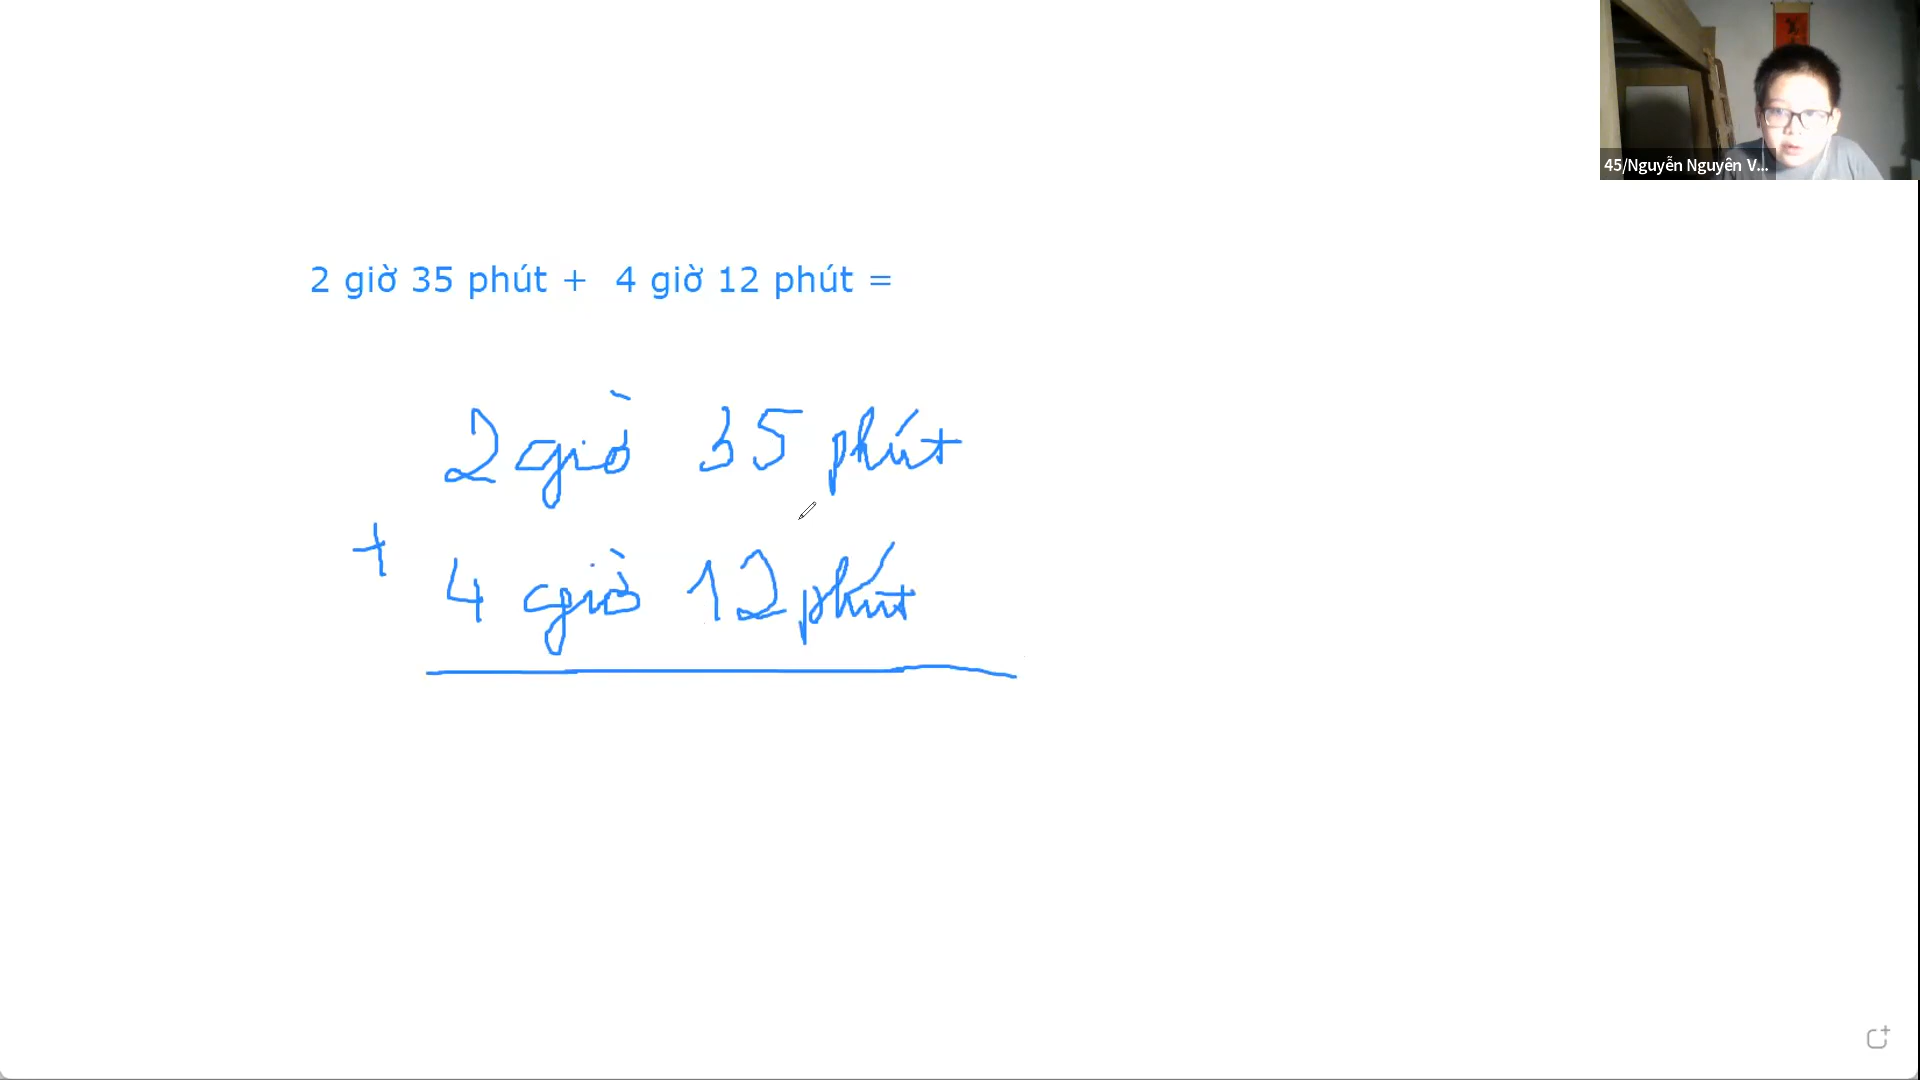 45/Nguyễn Nguyên V...
2 giờ 35 phút + 4 giờ 12 phút =
2 giờ 35 phút
+
4 giờ 12 phút